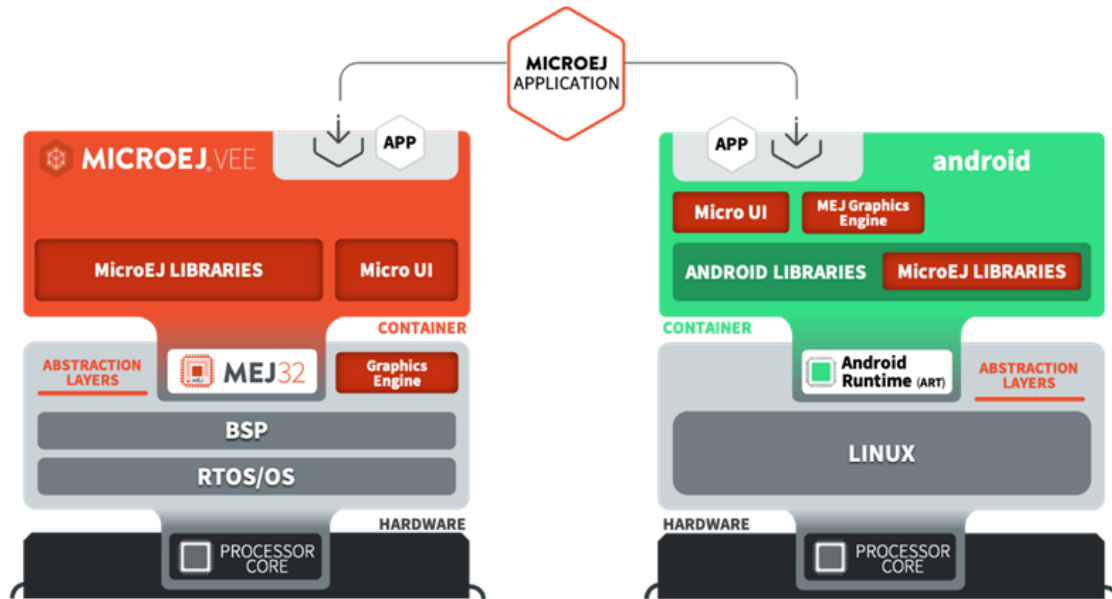 MICROEJ
APPLICATION
MICROEJ® VEE
APP
MicroEJ LIBRARIES
Micro UI
CONTAINER
ABSTRACTION
LAYERS
MEJ
MEJ32
Graphics
Engine
BSP
RTOS/OS
HARDWARE
PROCESSOR
CORE
APP
android
Micro UI
MEJ Graphics
Engine
ANDROID LIBRARIES
MicroEJ LIBRARIES
CONTAINER
Android
Runtime (ART)
ABSTRACTION
LAYERS
LINUX
HARDWARE
PROCESSOR
CORE